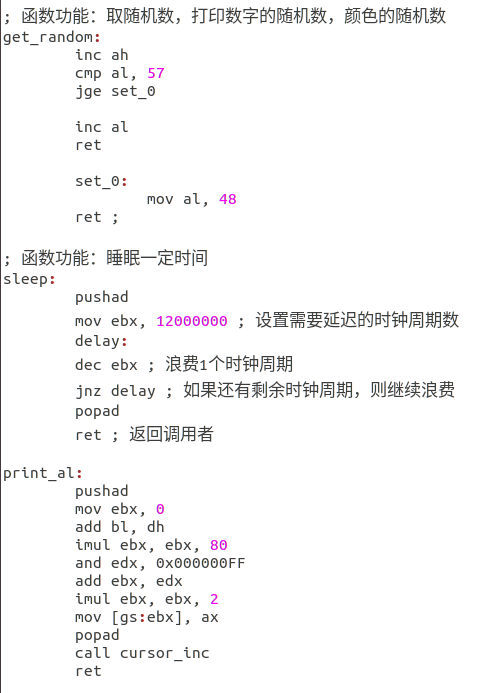 ; 函数功能：取随机数，打印数字的随机数，颜色的随机数
get_random:
inc ah
cmp al, 57
jge set_0
inc al
ret
set_0:
mov al, 48
ret ;
; 函数功能：睡眠一定时间
sleep:
pushad
mov ebx, 12000000 ; 设置需要延迟的时钟周期数
delay:
dec ebx ; 浪费1个时钟周期
jnz delay ; 如果还有剩余时钟周期，则继续浪费
popad
ret ; 返回调用者
print_al:
pushad
mov ebx, 0
add bl, dh
imul ebx, ebx, 80
and edx, 0x000000FF
add ebx, edx
imul ebx, ebx, 2
mov [gs:ebx], ax
popad
call cursor_inc
ret